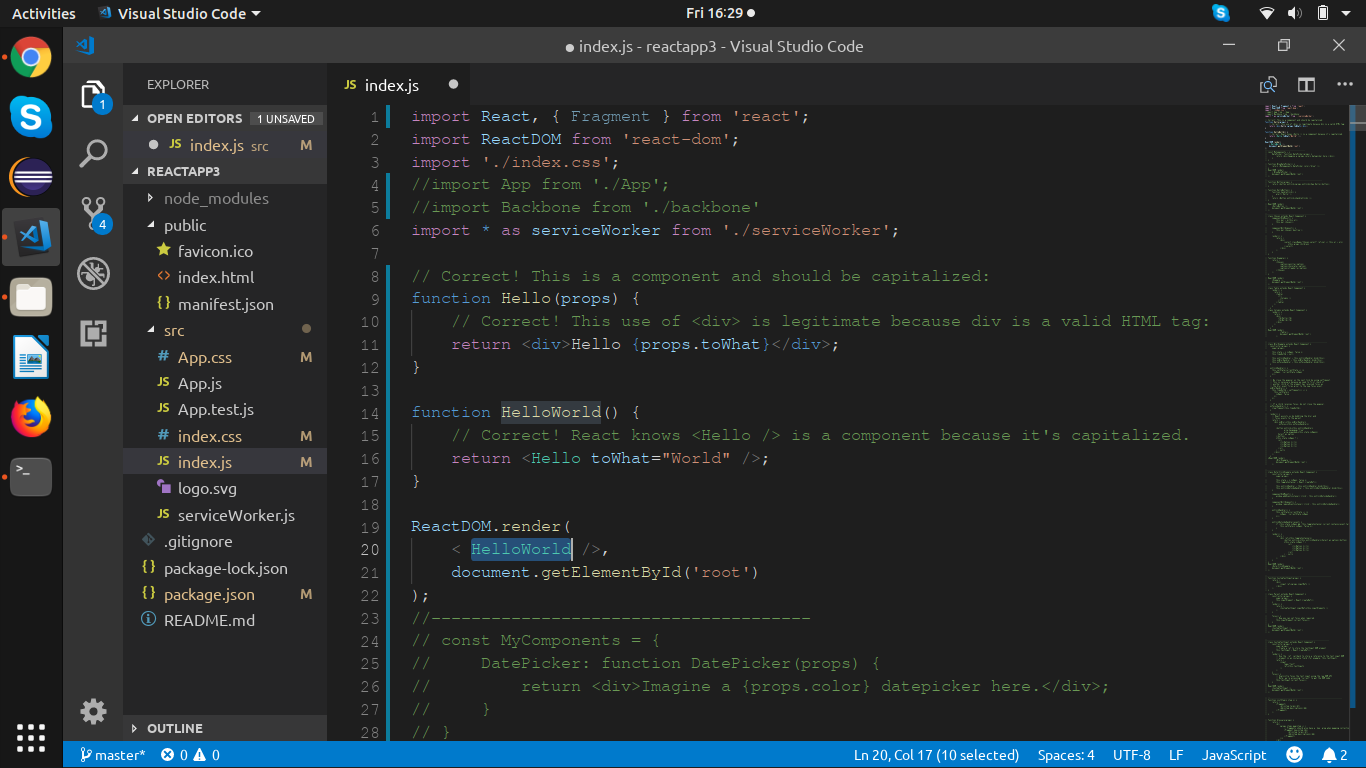 Activities Visual Studio Code Fri 16:29
● index.js - reactapp3 - Visual Studio Code
EXPLORER
OPEN EDITORS 1 UNSAVED
● JS index.js src M
REACTAPP3
node_modules
public
favicon.ico
<> index.html
{} manifest.json
src
# App.css M
JS App.js
JS App.test.js
# index.css M
JS index.js M
logo.svg
JS serviceWorker.js
.gitignore
{} package-lock.json
{} package.json M
README.md
OUTLINE
1
4
JS index.js ●
1 import React, { Fragment } from 'react';
2 import ReactDOM from 'react-dom';
3 import './index.css';
4 //import App from './App';
5 //import Backbone from './backbone'
6 import * as serviceWorker from './serviceWorker';
7
8 // Correct! This is a component and should be capitalized:
9 function Hello(props) {
10 // Correct! This use of <div> is legitimate because div is a valid HTML tag:
11 return <div>Hello {props.toWhat}</div>;
12 }
13
14 function HelloWorld() {
15 // Correct! React knows <Hello /> is a component because it's capitalized.
16 return <Hello toWhat="World" />;
17 }
18
19 ReactDOM.render(
20 < HelloWorld />,
21 document.getElementById('root')
22 );
23 //--------------------------------------
24 // const MyComponents = {
25 // DatePicker: function DatePicker(props) {
26 // return <div>Imagine a {props.color} datepicker here.</div>;
27 // }
28 // }
master* 0 0 Ln 20, Col 17 (10 selected) Spaces: 4 UTF-8 LF JavaScript 2